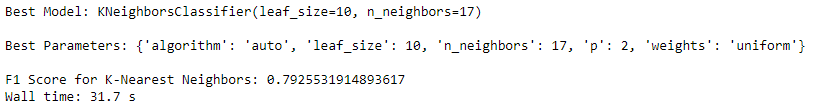 Best Model: KNeighborsClassifier(leaf_size=10, n_neighbors=17)
Best Parameters: {'algorithm': 'auto', 'leaf_size': 10, 'n_neighbors': 17, 'p': 2, 'weights': 'uniform'}
F1 Score for K-Nearest Neighbors: 0.7925531914893617
Wall time: 31.7 s